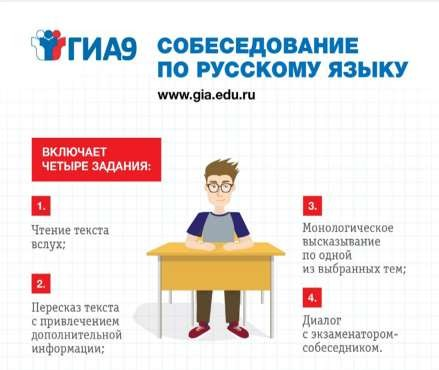 ГИА9
СОБЕСЕДОВАНИЕ
ПО РУССКОМУ ЯЗЫКУ
www.gia.edu.ru
ВКЛЮЧАЕТ
ЧЕТЫРЕ ЗАДАНИЯ:
1.
Чтение текста
вслух;
2.
Пересказ текста
с привлечением
дополнительной
информации;
3.
Монологическое
высказывание
по одной
из выбранных тем;
4.
Диалог
с экзаменатором-
собеседником.